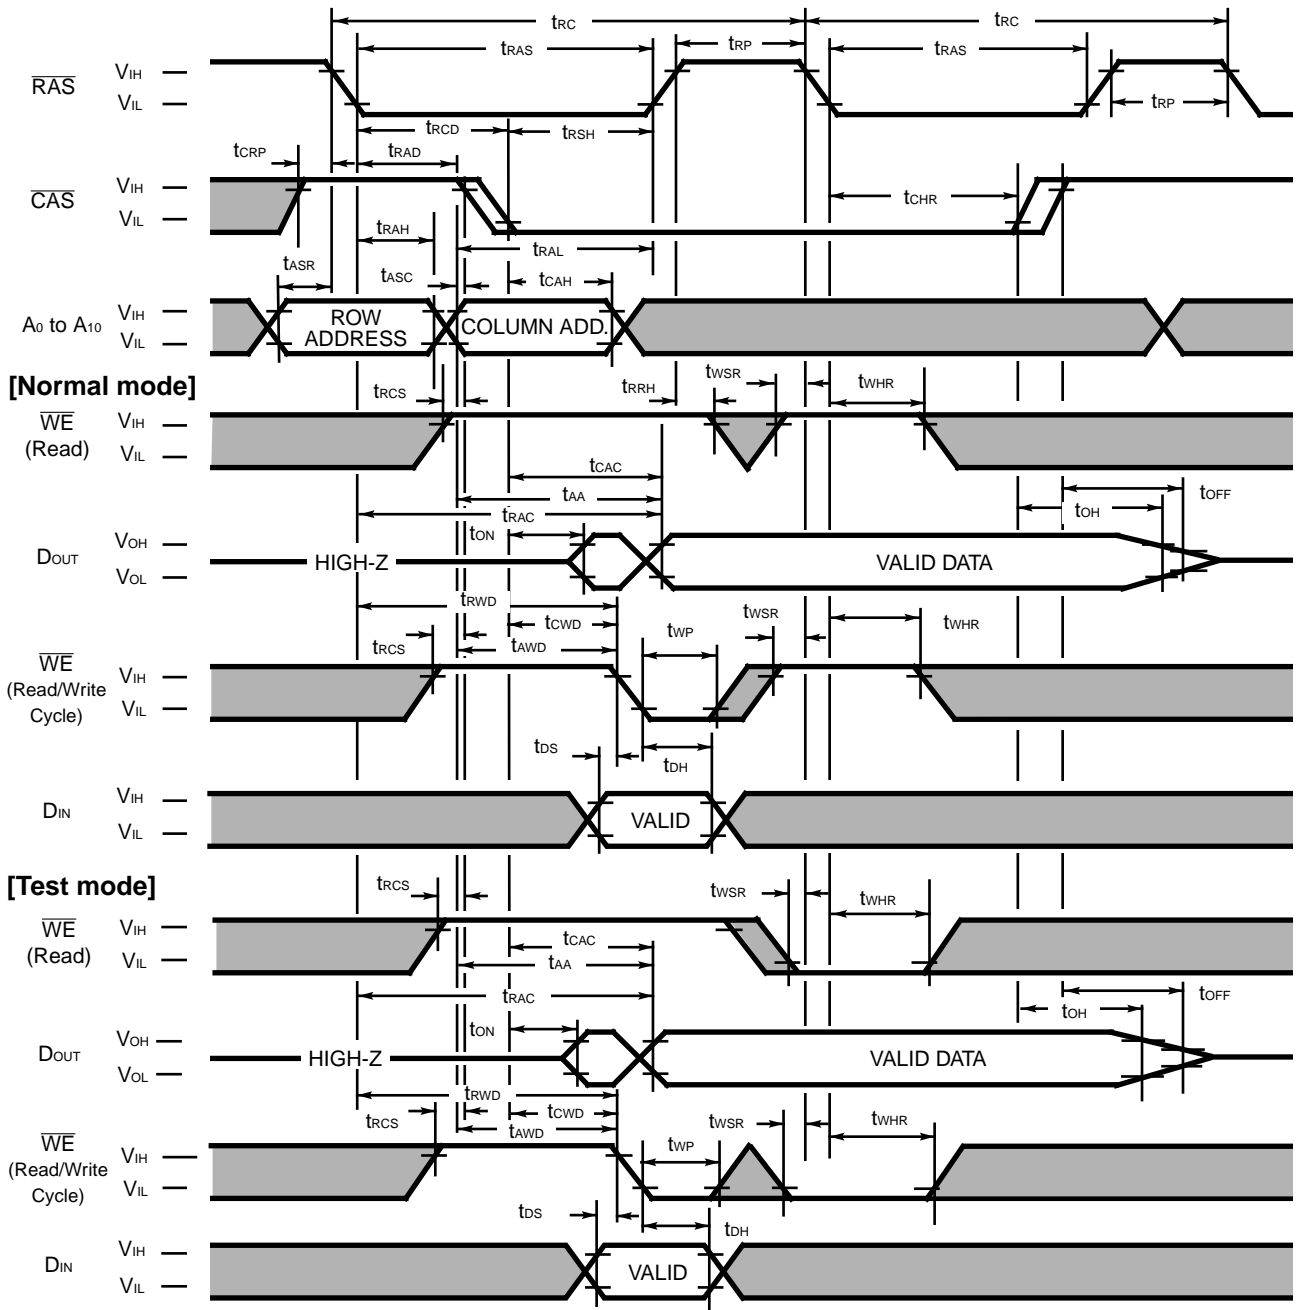 tRC tRC
tRAS tRP tRAS
RAS VIH
VIL tRP
tRCD tRSH
tCRP tRAD
CAS VIH
VIL tCHR
tRAH tRAL
tASR tASC tCAH
A0 to A10 VIH ROW ADDRESS COLUMN ADD.
VIL
[Normal mode]
tRCS tRRH tWSR tWHR
WE (Read) VIH
VIL
tCAC
tAA tOFF
tRAC tOH
tON
DOUT VOH
HIGH-Z VALID DATA
VOL
tRWD
tCWD tWSR
tRCS tAWD tWP tWHR
WE (Read/Write Cycle) VIH
VIL
tDS tDH
DIN VIH
VALID
VIL
[Test mode]
tRCS tWSR tWHR
WE (Read) VIH
VIL
tCAC
tAA
tRAC tOFF
tON tOH
DOUT VOH
HIGH-Z VALID DATA
VOL
tRWD
tRCS tCWD tWSR tWHR
tAWD tWP
WE (Read/Write Cycle) VIH
VIL
tDS tDH
DIN VIH
VALID
VIL